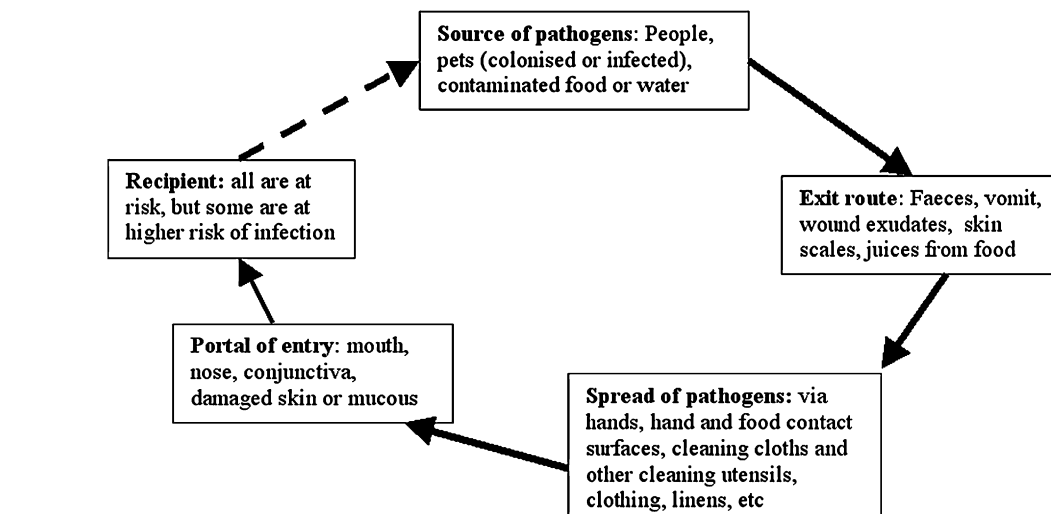 Source of pathogens: People,
pets (colonised or infected),
contaminated food or water
Exit route: Faeces, vomit,
wound exudates, skin
scales, juices from food
Spread of pathogens: via
hands, hand and food contact
surfaces, cleaning cloths and
other cleaning utensils,
clothing, linens, etc
Portal of entry: mouth,
nose, conjunctiva,
damaged skin or mucous
Recipient: all are at
risk, but some are at
higher risk of infection